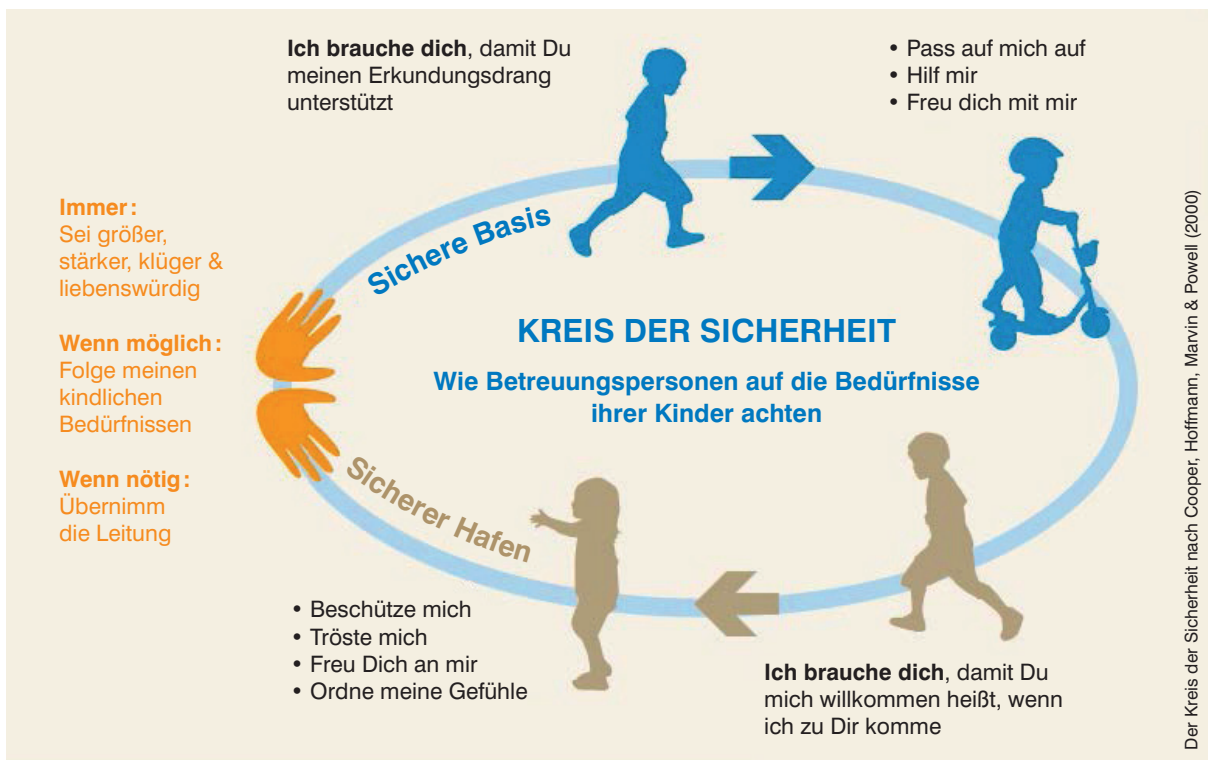 Ich brauche dich, damit Du
meinen Erkundungsdrang
unterstützt
• Pass auf mich auf
• Hilf mir
• Freu dich mit mir
Immer:
Sei größer,
stärker, klüger &
liebenswürdig
Wenn möglich:
Folge meinen
kindlichen
Bedürfnissen
Wenn nötig:
Übernimm
die Leitung
Sichere Basis
KREIS DER SICHERHEIT
Wie Betreuungspersonen auf die Bedürfnisse
ihrer Kinder achten
Sicherer Hafen
• Beschütze mich
• Tröste mich
• Freu Dich an mir
• Ordne meine Gefühle
Ich brauche dich, damit Du
mich willkommen heißt, wenn
ich zu Dir komme
Der Kreis der Sicherheit nach Cooper, Hoffmann, Marvin & Powell (2000)